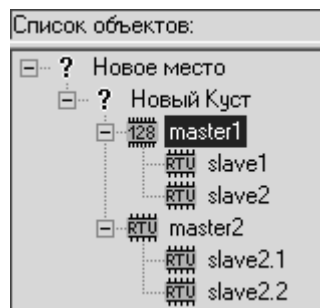 Список объектов:
? Новое место
? Новый Куст
128 master1
RTU slave1
RTU slave2
RTU master2
RTU slave2.1
RTU slave2.2